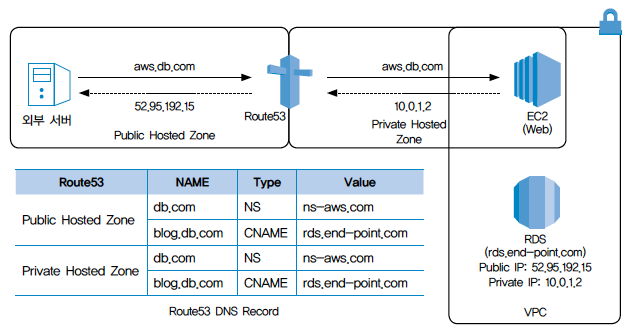 aws.db.com
52.95.192.15
외부 서버
Public Hosted Zone
Route53
aws.db.com
10.0.1.2
Private Hosted
Zone
EC2
(Web)
RDS
(rds.end-point.com)
Public IP: 52.95.192.15
Private IP: 10.0.1.2
VPC
Route53 NAME Type Value
Public Hosted Zone db.com NS ns-aws.com
blog.db.com CNAME rds.end-point.com
Private Hosted Zone db.com NS ns-aws.com
blog.db.com CNAME rds.end-point.com
Route53 DNS Record